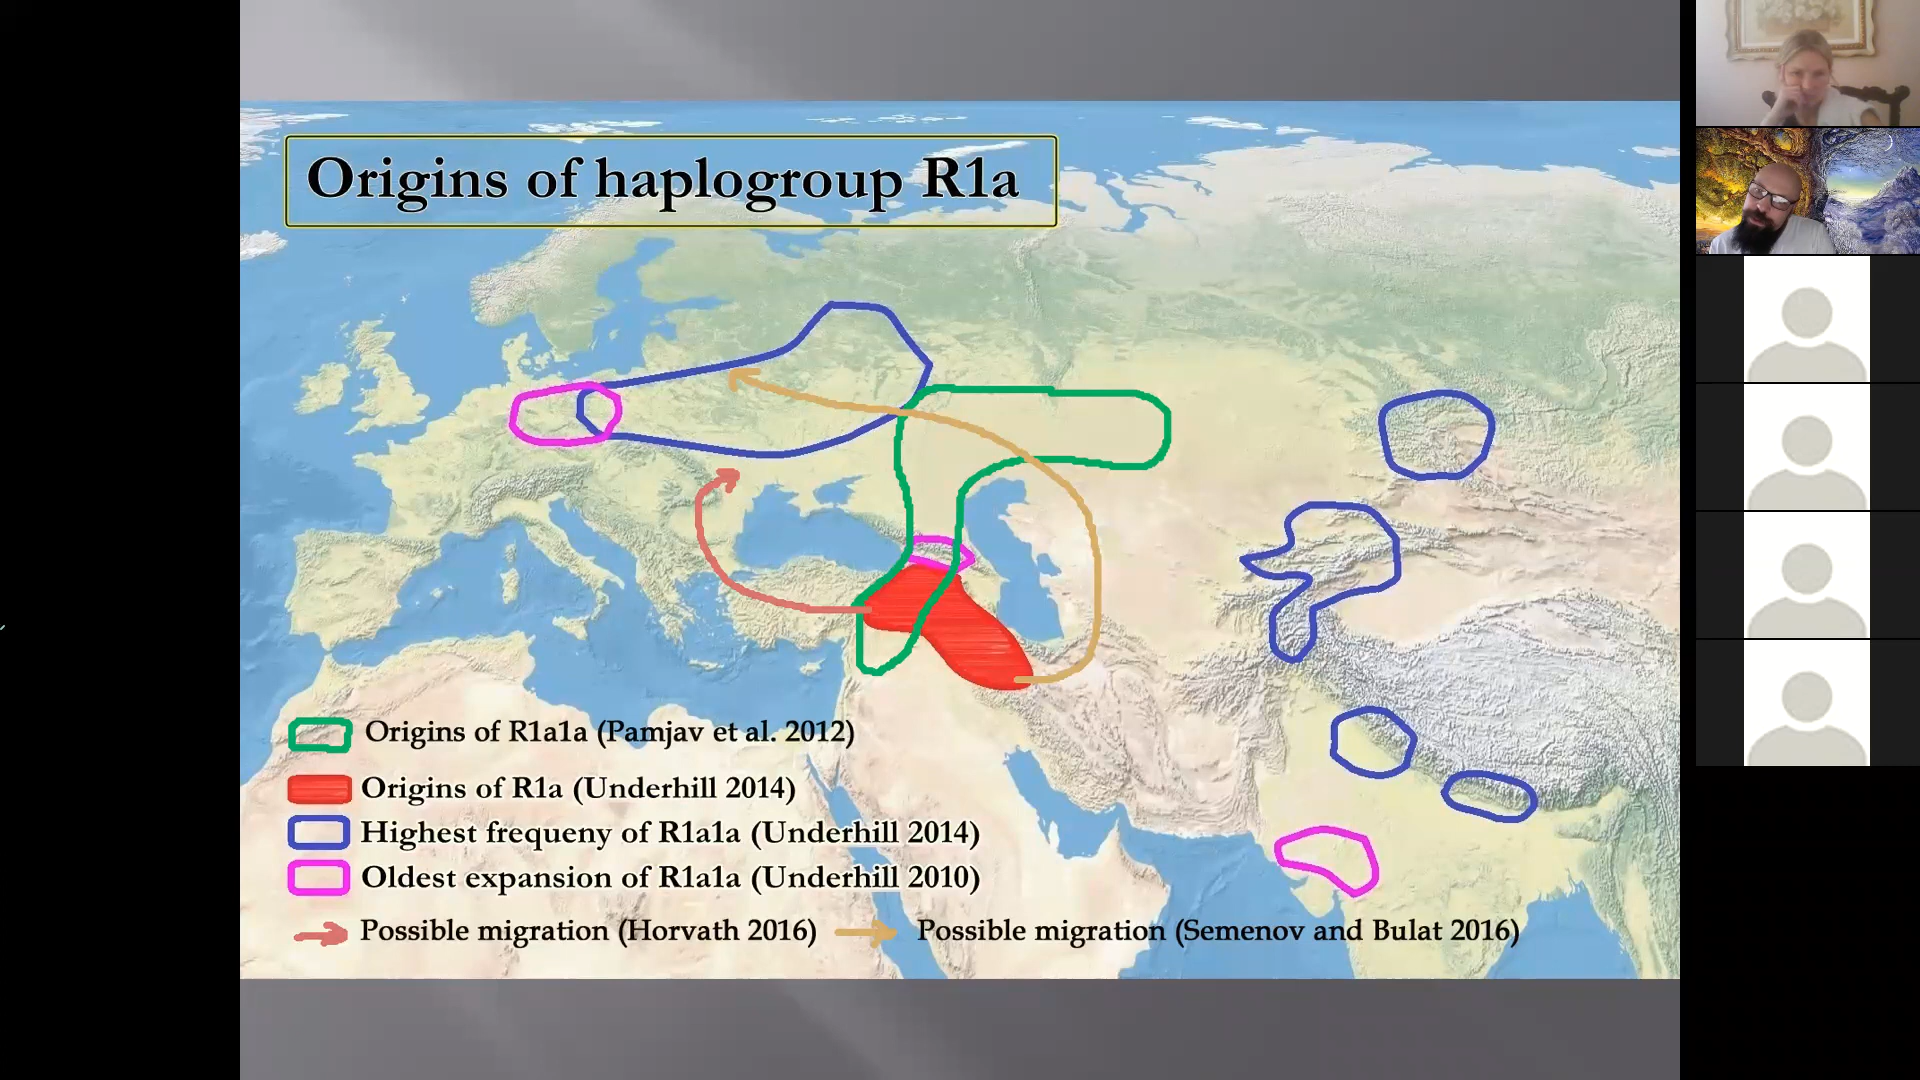 Origins of haplogroup R1a
Origins of R1a1a (Pamjav et al. 2012)
Origins of R1a (Underhill 2014)
Highest frequeny of R1a1a (Underhill 2014)
Oldest expansion of R1a1a (Underhill 2010)
Possible migration (Horvath 2016)
Possible migration (Semenov and Bulat 2016)